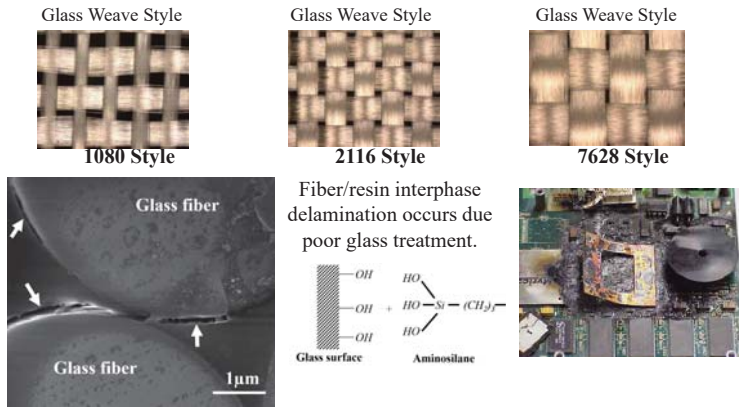 Glass Weave Style
Glass Weave Style
Glass Weave Style
1080 Style
2116 Style
7628 Style
Glass fiber
Fiber/resin interphase
delamination occurs due
poor glass treatment.
OH
OH
OH
+
HO
HO
HO
Si
(CH₂)₃
Glass surface
Aminosilane
Glass fiber
1μm